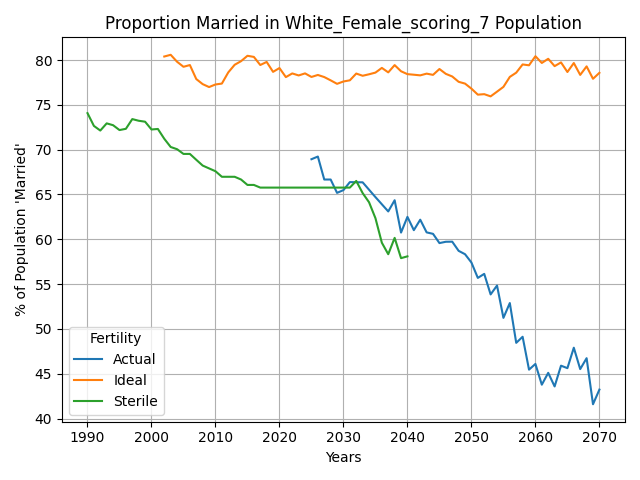 Proportion Married in White_Female_scoring_7 Population
% of Population 'Married'
80
75
70
65
60
55
50
45
40
Fertility
Actual
Ideal
Sterile
1990 2000 2010 2020 2030 2040 2050 2060 2070
Years